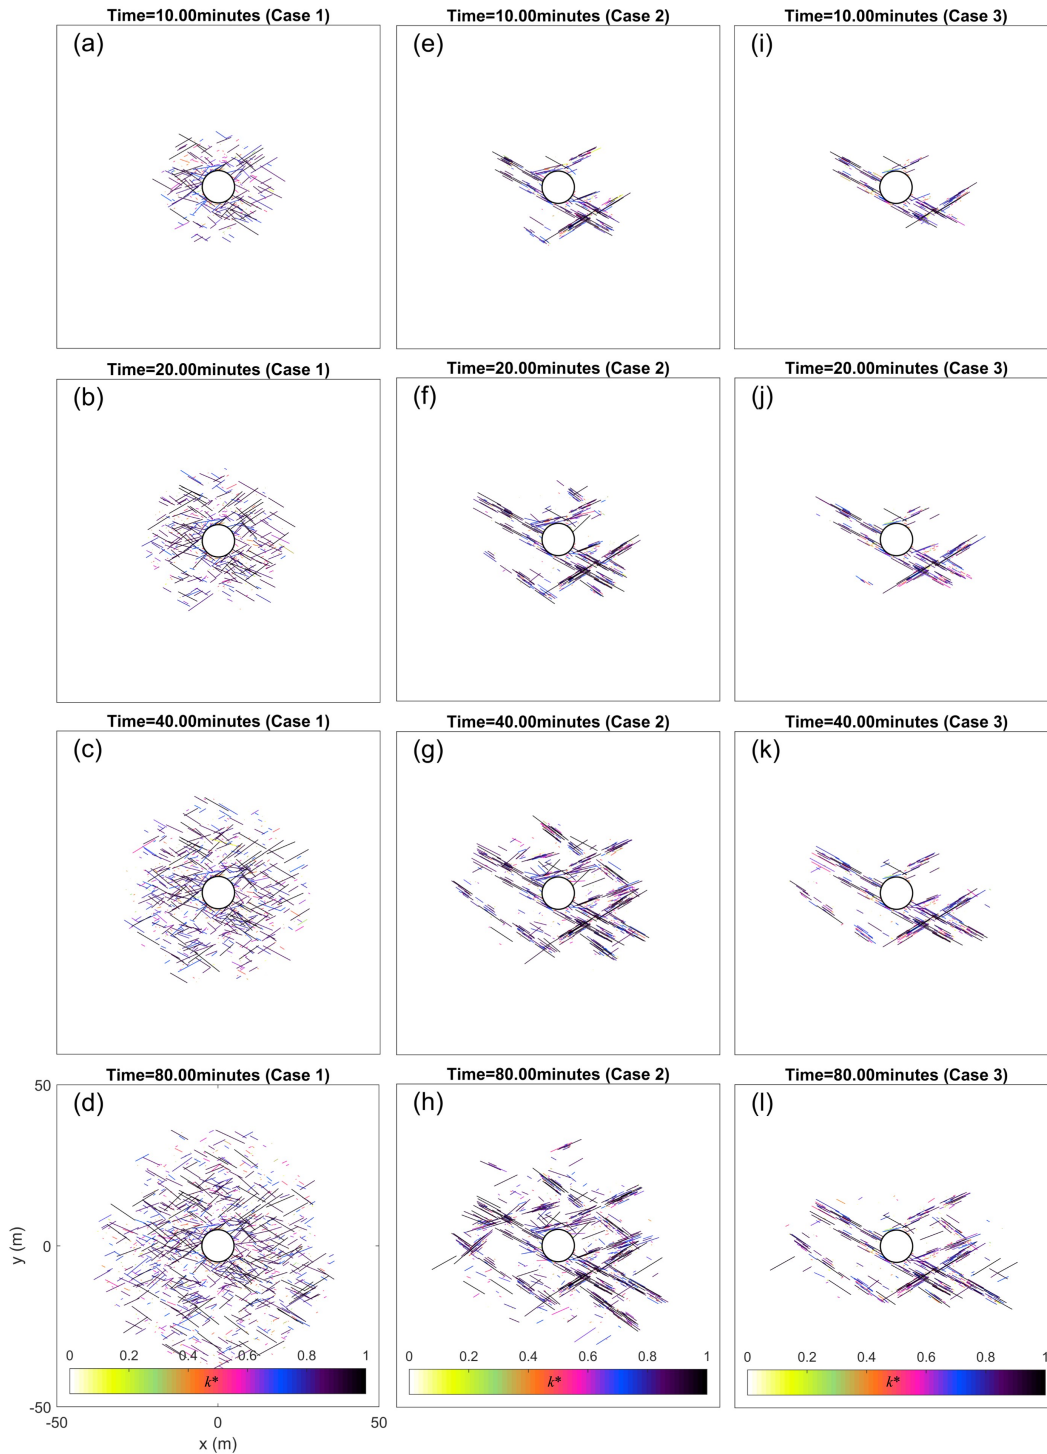 Time=10.00minutes (Case 1)
(a)
Time=10.00minutes (Case 2)
(e)
Time=10.00minutes (Case 3)
(i)
Time=20.00minutes (Case 1)
(b)
Time=20.00minutes (Case 2)
(f)
Time=20.00minutes (Case 3)
(j)
Time=40.00minutes (Case 1)
(c)
Time=40.00minutes (Case 2)
(g)
Time=40.00minutes (Case 3)
(k)
Time=80.00minutes (Case 1)
(d)
50
0
-50
y (m)
0 0.2 0.4 0.6 0.8 1
k*
-50 0 50
x (m)
Time=80.00minutes (Case 2)
(h)
0 0.2 0.4 0.6 0.8 1
k*
Time=80.00minutes (Case 3)
(l)
0 0.2 0.4 0.6 0.8 1
k*